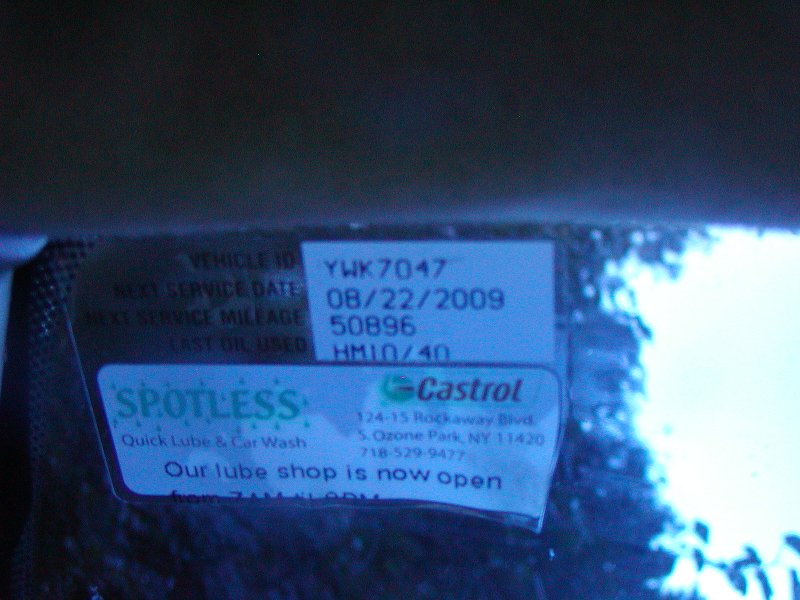 VEHICLE ID YWK7047
NEXT SERVICE DATE 08/22/2009
NEXT SERVICE MILEAGE 50896
LAST OIL USED HM10/40
SPOTLESS
Quick Lube & Car Wash
Castrol
124-15 Rockaway Blvd.
S. Ozone Park, NY 11420
718-529-9477
Our lube shop is now open
from 7AM